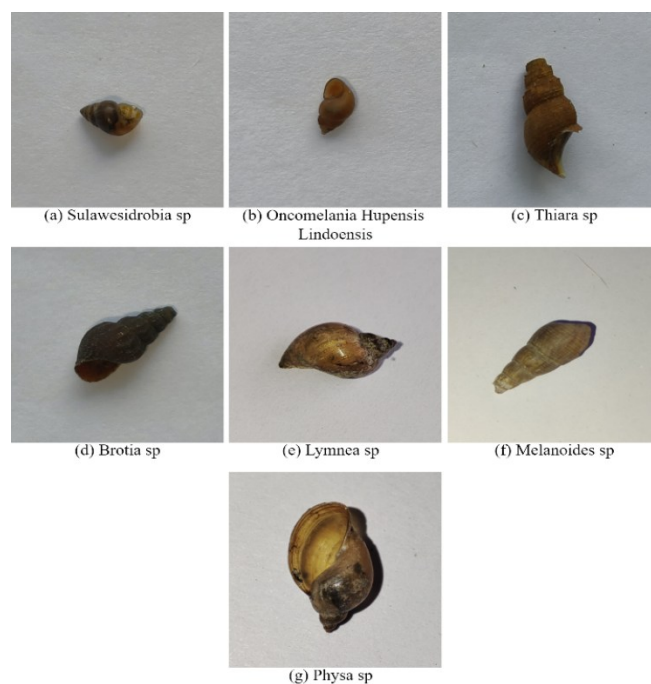 (a) Sulawesidrobia sp
(b) Oncomelania Hupensis
Lindoensis
(c) Thiara sp
(d) Brotia sp
(e) Lymnea sp
(f) Melanoides sp
(g) Physa sp